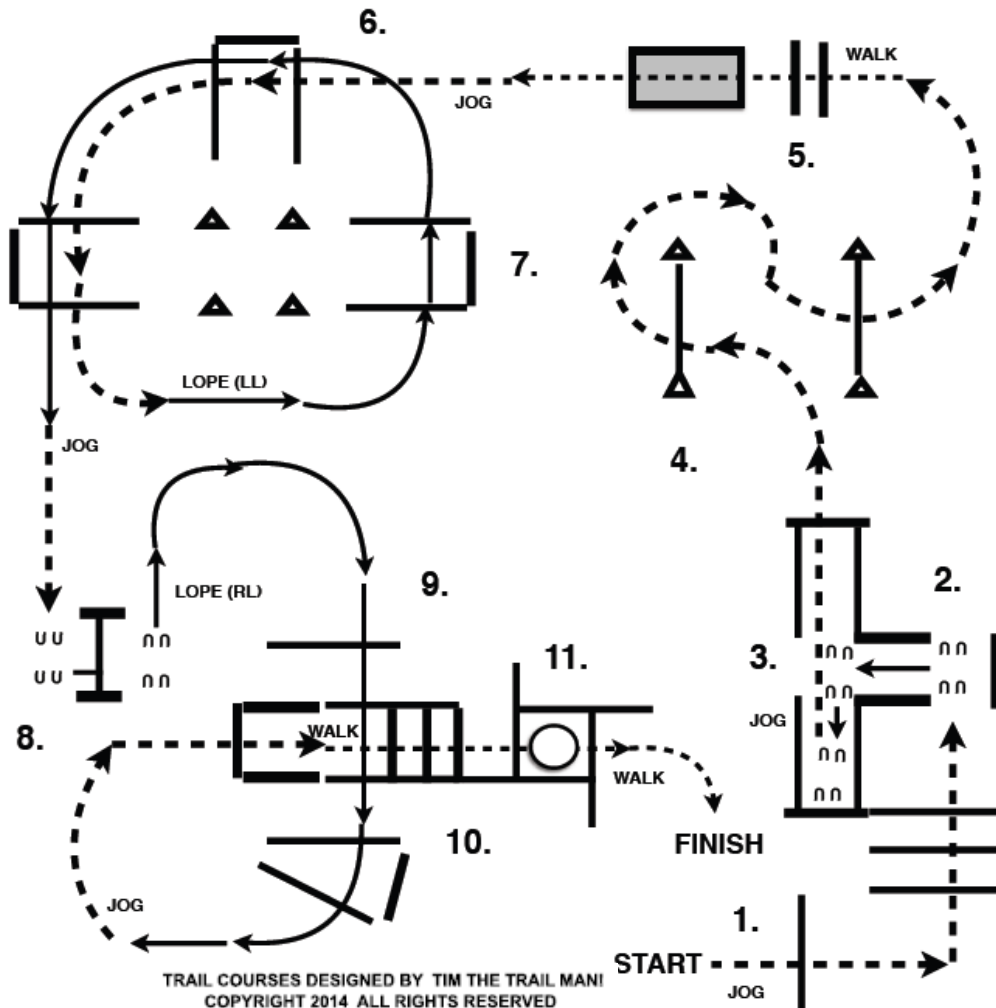 6.
WALK
JOG
5.
7.
LOPE (LL)
4.
JOG
2.
LOPE (RL)
9.
3.
11.
JOG
8.
WALK
WALK
10.
FINISH
JOG
1.
START
JOG
TRAIL COURSES DESIGNED BY TIM THE TRAIL MAN!
COPYRIGHT 2014 ALL RIGHTS RESERVED